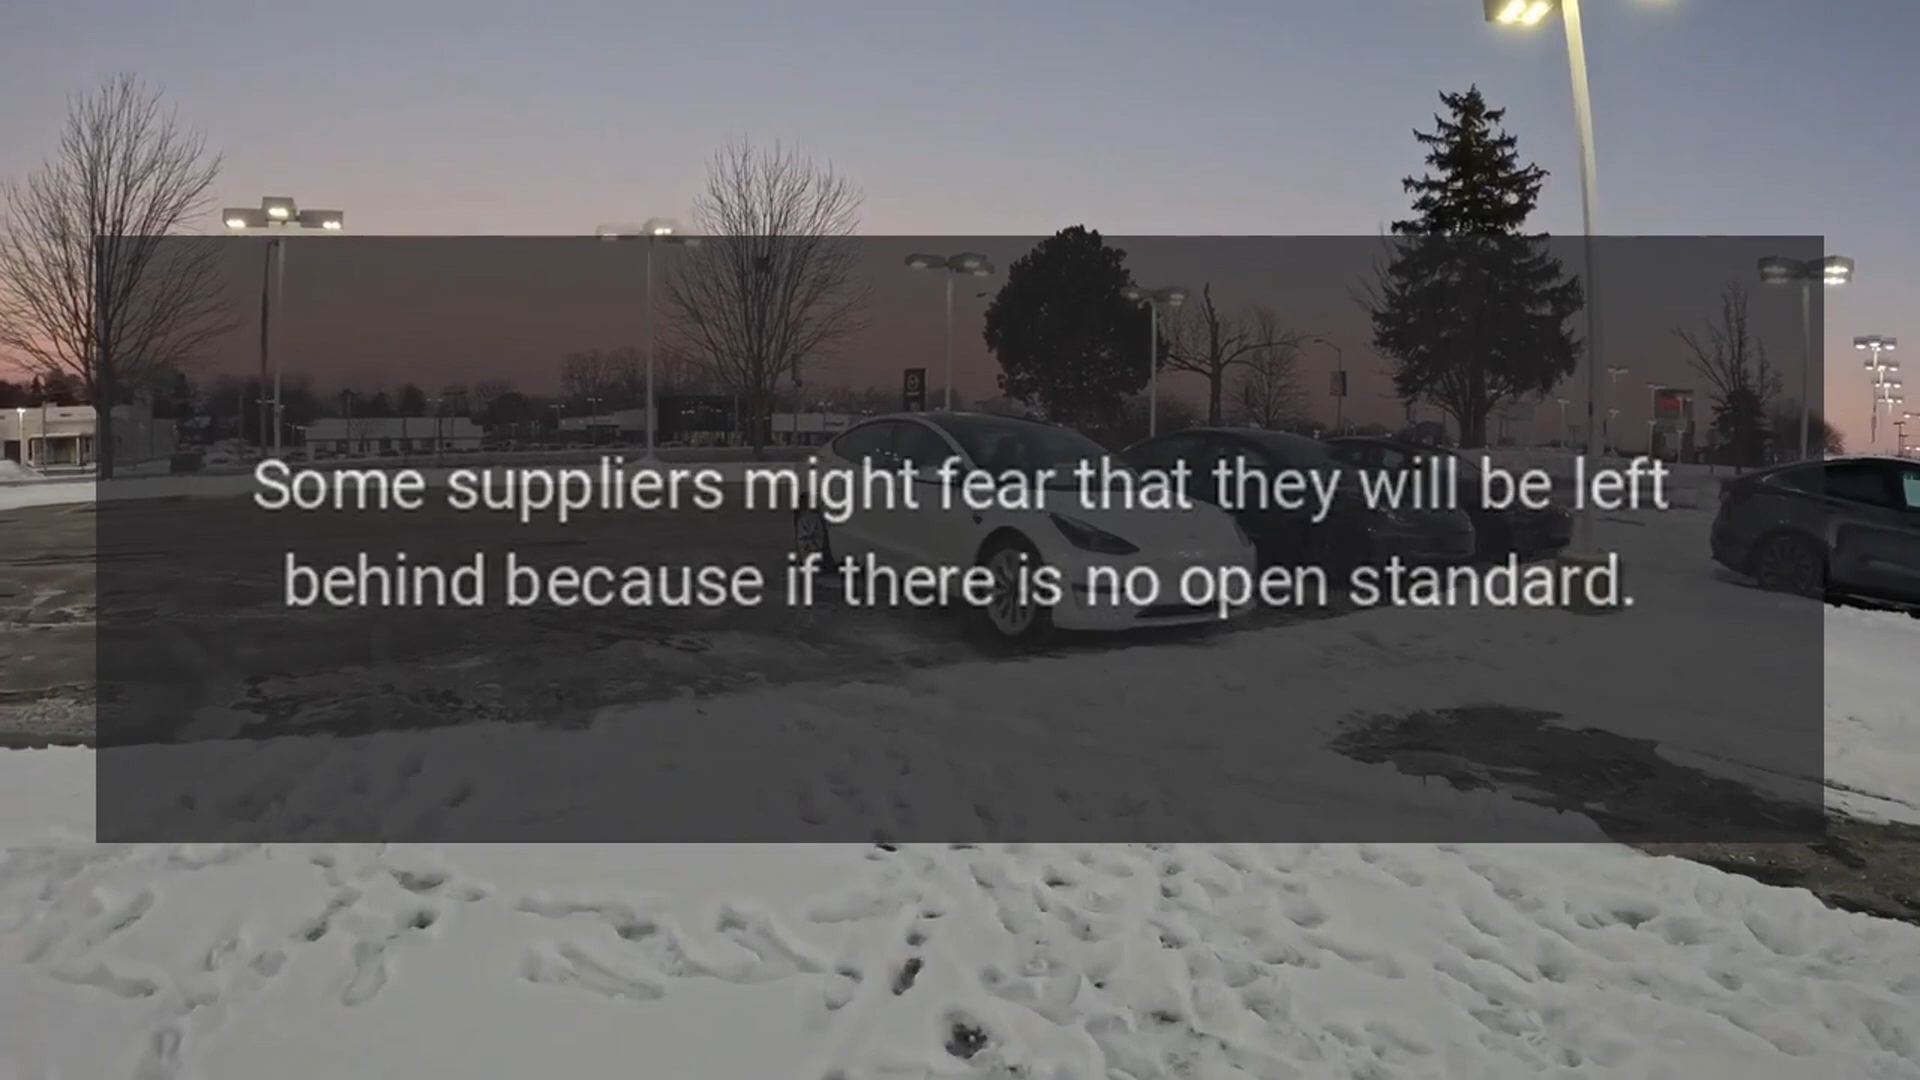 Some suppliers might fear that they will be left
behind because if there is no open standard.